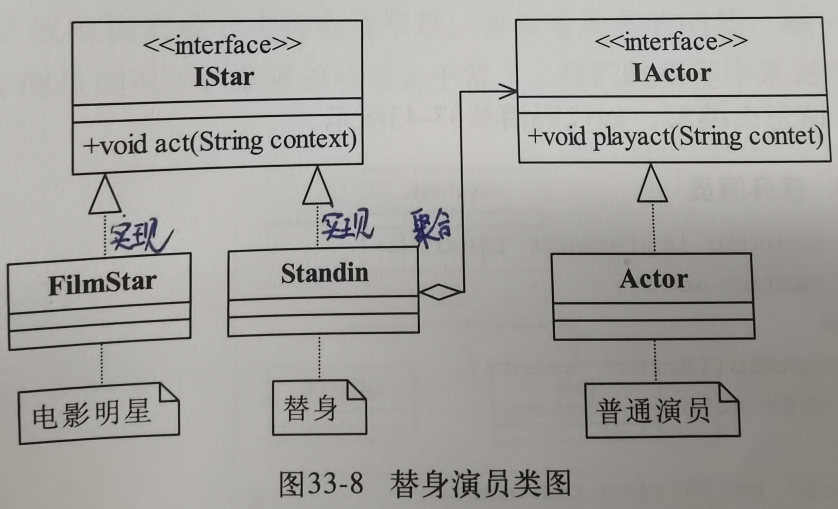 <<interface>>
IStar
+void act(String context)
<<interface>>
IActor
+void playact(String contet)
实现
实现
聚合
FilmStar
Standin
Actor
电影明星
替身
普通演员
图33-8 替身演员类图